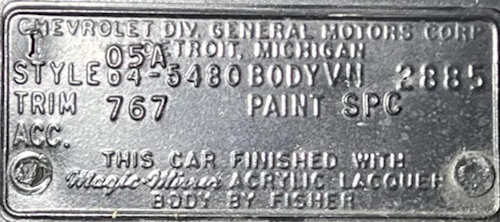 CHEVROLET DIV. GENERAL MOTORS CORP
I 05A DETROIT, MICHIGAN
STYLE 64-5480 BODY VN 2885
TRIM 767 PAINT SPC
ACC.
THIS CAR FINISHED WITH
Magic-Mirror ACRYLIC LACQUER
BODY BY FISHER